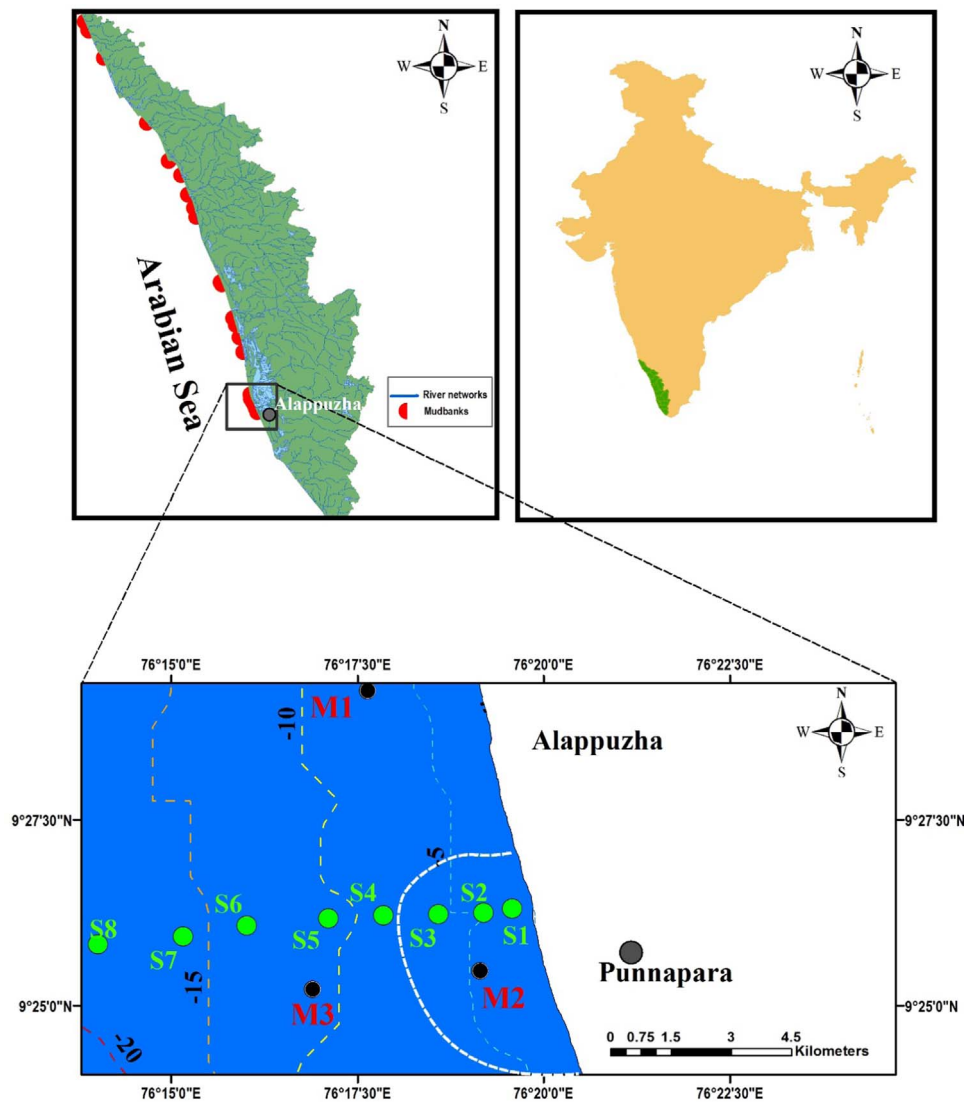 N
W E
S
N
W E
S
Arabian Sea
Alappuzha
River networks
Mudbanks
76°15'0"E 76°17'30"E 76°20'0"E 76°22'30"E
M1
-10
N
W E
S
Alappuzha
9°27'30"N 9°27'30"N
-5
S8 S7 S6 S5 S4 S3 S2 S1
-15
M3
M2
Punnapara
9°25'0"N 9°25'0"N
-20
0 0.75 1.5 3 4.5
Kilometers
76°15'0"E 76°17'30"E 76°20'0"E 76°22'30"E